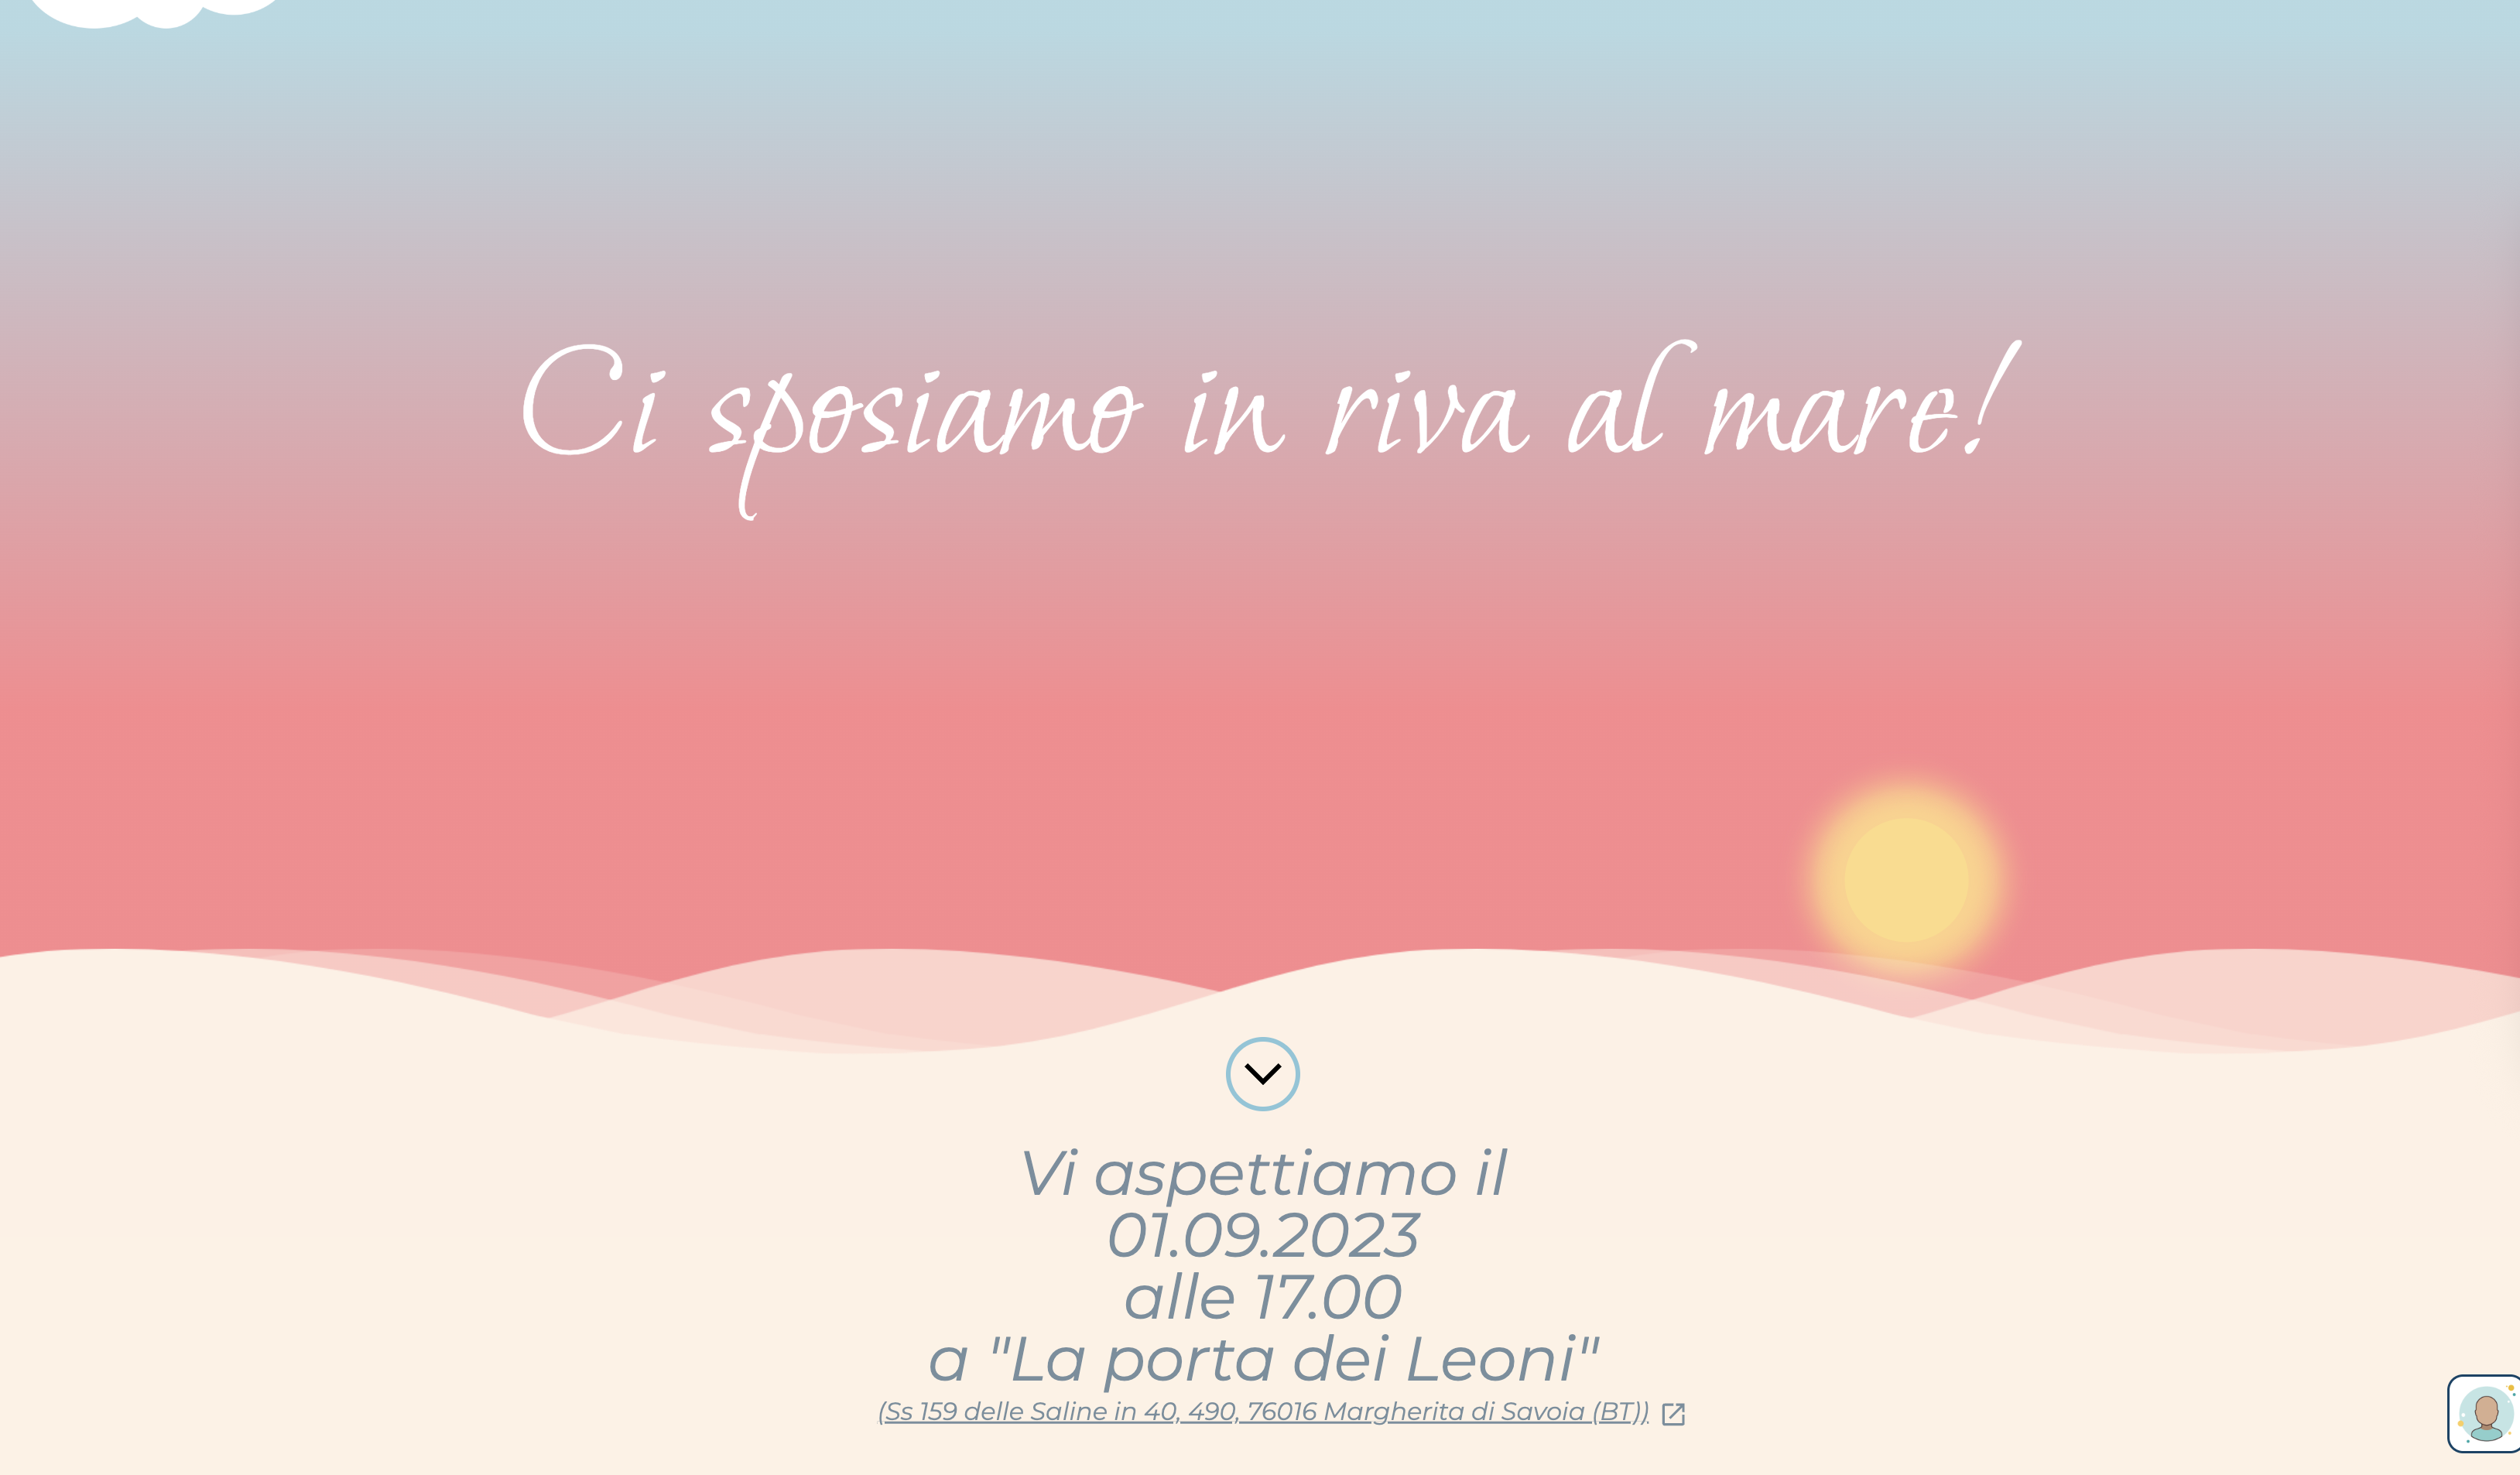 Ci sposiamo in riva al mare!
Vi aspettiamo il
01.09.2023
alle 17.00
a "La porta dei Leoni"
(Ss 159 delle Saline in 40, 490, 76016 Margherita di Savoia (BT))